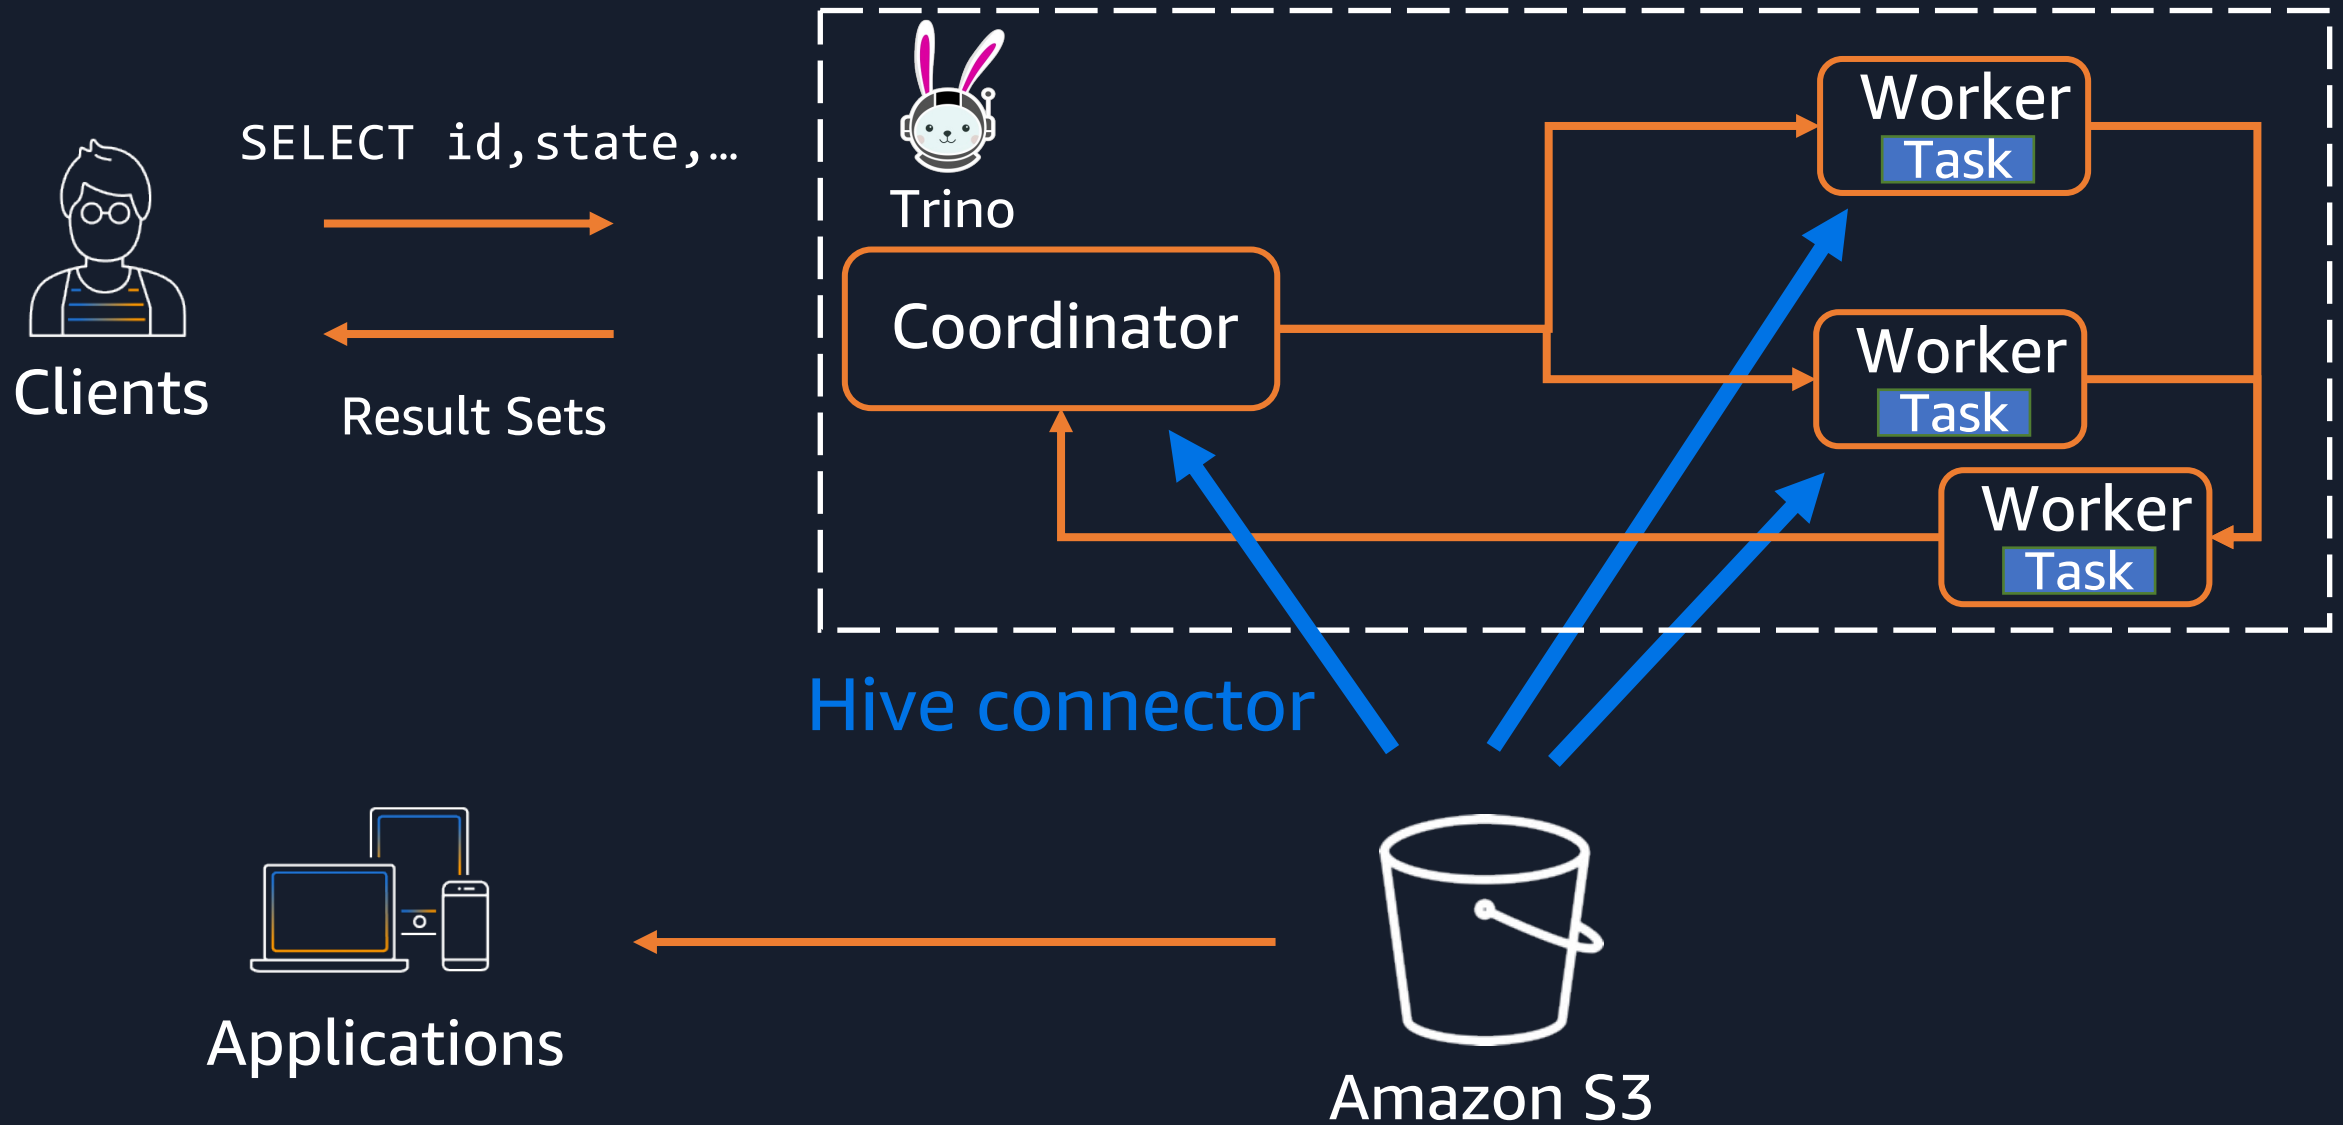 SELECT id,state,…
Clients
Result Sets
Trino
Coordinator
Worker
Task
Worker
Task
Worker
Task
Hive connector
Applications
Amazon S3